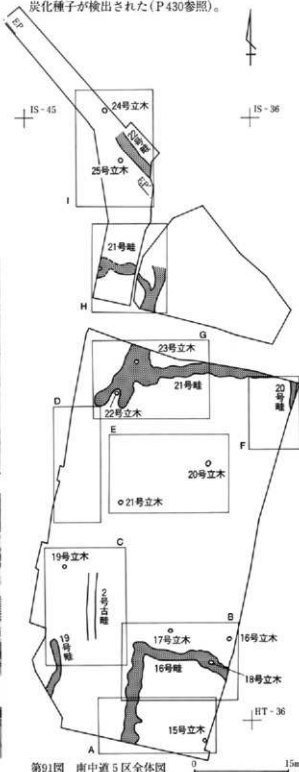 炭化種子が検出された(P430参照)。
EP
IS-45
IS-36
24号立木
22号畦
25号立木
EP'
I
21号畦
H
G
23号立木
21号畦
20号畦
22号立木
D
E
F
20号立木
21号立木
C
19号立木
2号古畦
B
17号立木
16号立木
19号畦
16号畦
18号立木
15号立木
HT-36
A
第91図 南中道5区全体図
0 15m